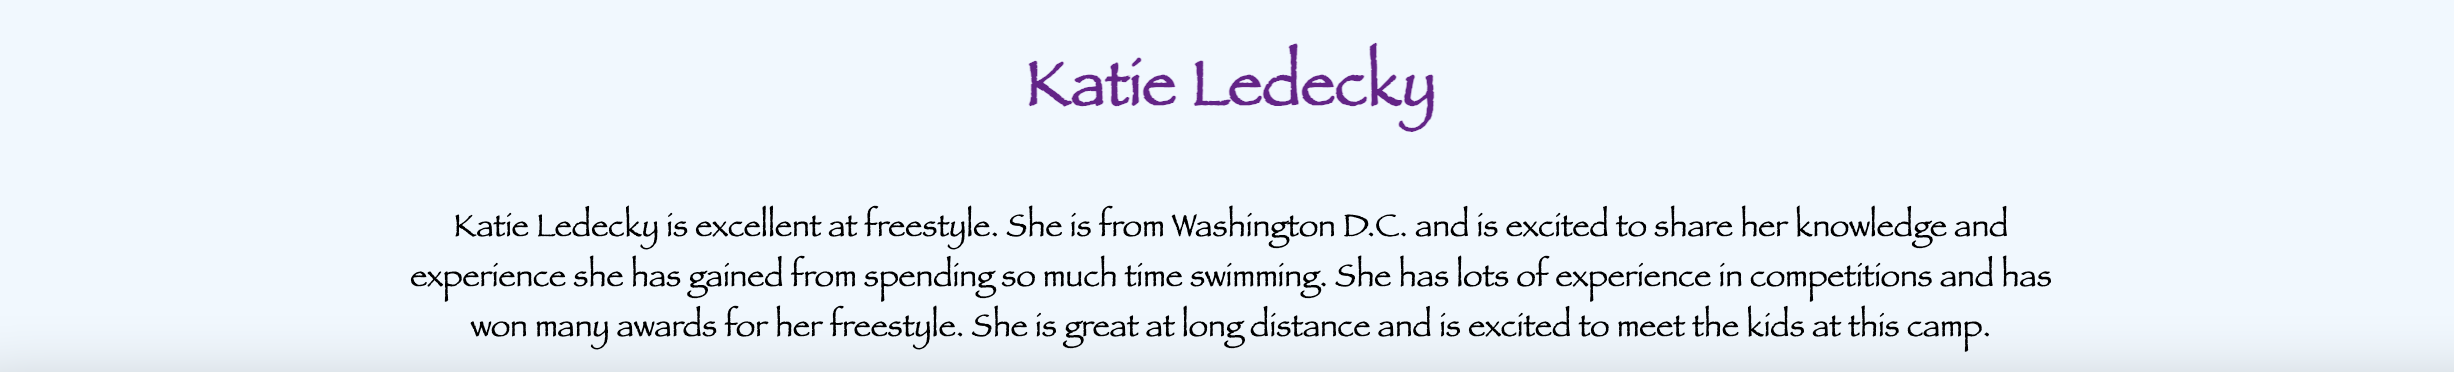 Katie Ledecky
Katie Ledecky is excellent at freestyle. She is from Washington D.C. and is excited to share her knowledge and
experience she has gained from spending so much time swimming. She has lots of experience in competitions and has
won many awards for her freestyle. She is great at long distance and is excited to meet the kids at this camp.